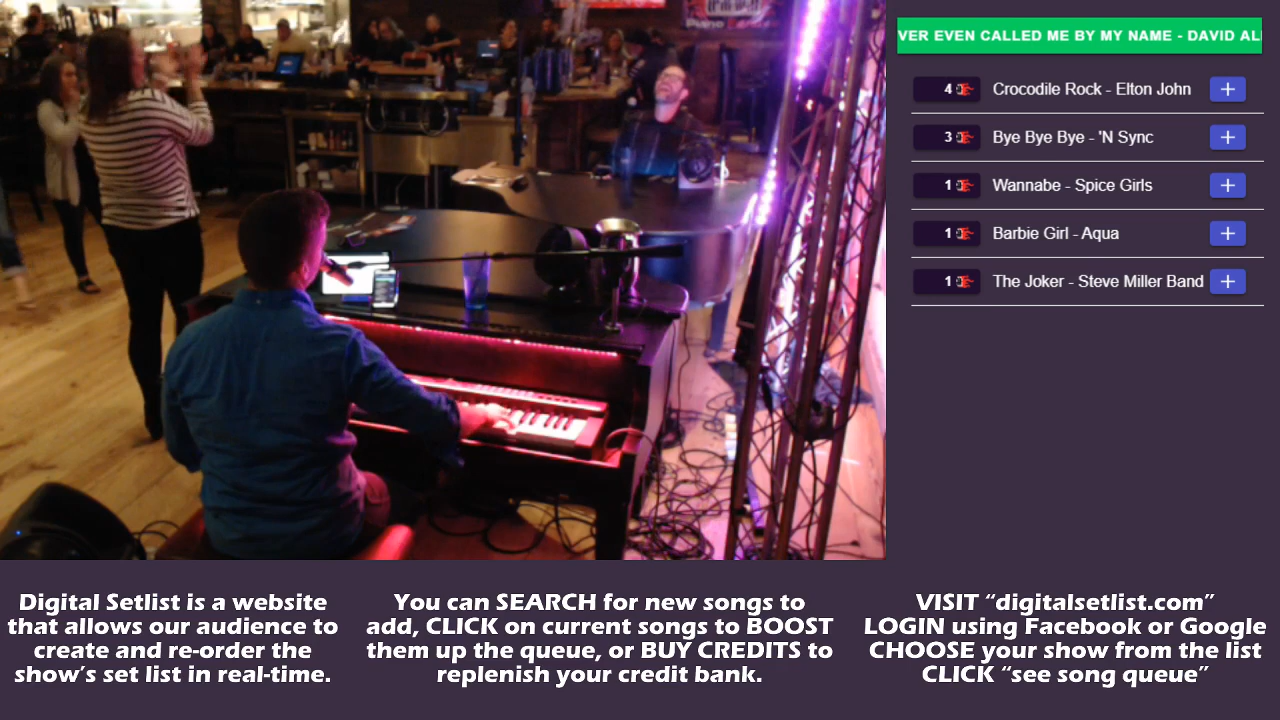 VER EVEN CALLED ME BY MY NAME - DAVID AL
4 Crocodile Rock - Elton John +
3 Bye Bye Bye - 'N Sync +
1 Wannabe - Spice Girls +
1 Barbie Girl - Aqua +
1 The Joker - Steve Miller Band +
Digital Setlist is a website
that allows our audience to
create and re-order the
show's set list in real-time.
You can SEARCH for new songs to
add, CLICK on current songs to BOOST
them up the queue, or BUY CREDITS to
replenish your credit bank.
VISIT “digitalsetlist.com”
LOGIN using Facebook or Google
CHOOSE your show from the list
CLICK “see song queue”